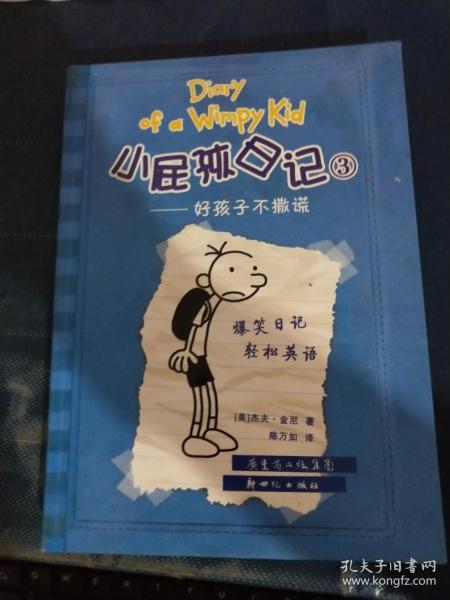 Diary
of a Wimpy Kid
小屁孩日记③
——好孩子不撒谎
爆笑日记
轻松英语
[美]杰夫·金尼 著
陈万如 译
广东省出版集团
新世纪出版社
QWERTYU
孔夫子旧书网
www.kongfz.com